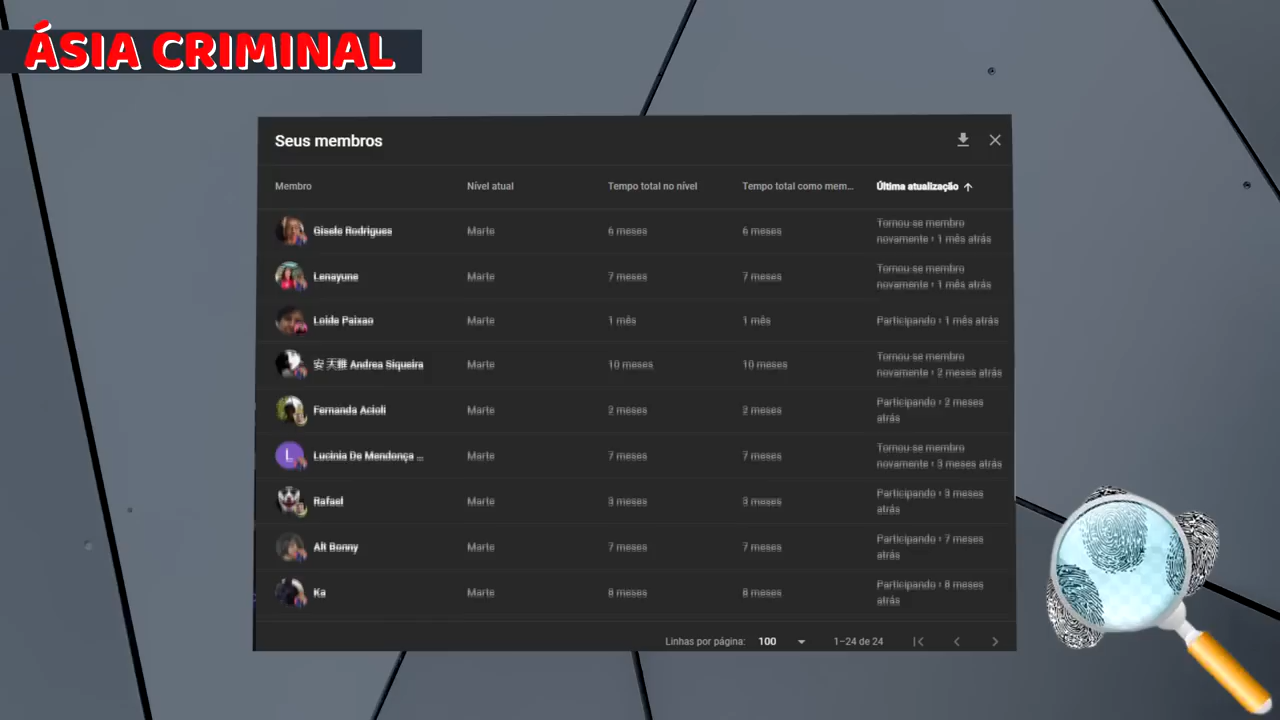 ÁSIA CRIMINAL
Seus membros
Membro Nível atual Tempo total no nível Tempo total como mem... Última atualização
Gisele Rodrigues Marte 6 meses 6 meses Tornou-se membro
novamente • 1 mês atrás
Lenayune Marte 7 meses 7 meses Tornou-se membro
novamente • 1 mês atrás
Loide Paixao Marte 1 mês 1 mês Participando • 1 mês atrás
安 天雅 Andrea Siqueira Marte 10 meses 10 meses Tornou-se membro
novamente • 2 meses atrás
Fernanda Acioli Marte 2 meses 2 meses Participando • 2 meses
atrás
L Lucinia De Mendonça ... Marte 7 meses 7 meses Tornou-se membro
novamente • 3 meses atrás
Rafael Marte 3 meses 3 meses Participando • 3 meses
atrás
Alt Bonny Marte 7 meses 7 meses Participando • 7 meses
atrás
Ka Marte 8 meses 8 meses Participando • 8 meses
atrás
Linhas por página: 100 1–24 de 24